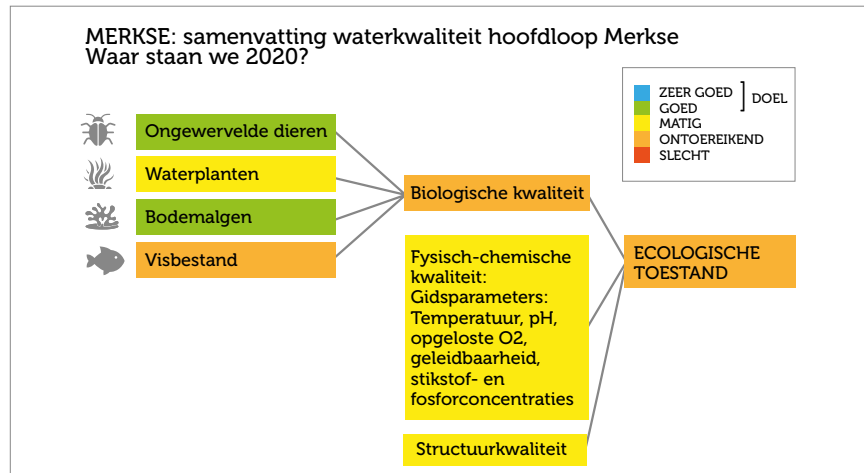 MERKSE: samenvatting waterkwaliteit hoofdloop Merkse
Waar staan we 2020?
ZEER GOED
GOED
DOEL
MATIG
ONTOEREIKEND
SLECHT
Ongewervelde dieren
Waterplanten
Bodemalgen
Visbestand
Biologische kwaliteit
Fysisch-chemische
kwaliteit:
Gidsparameters:
Temperatuur, pH,
opgeloste O2,
geleidbaarheid,
stikstof- en
fosforconcentraties
Structuurkwaliteit
ECOLOGISCHE
TOESTAND